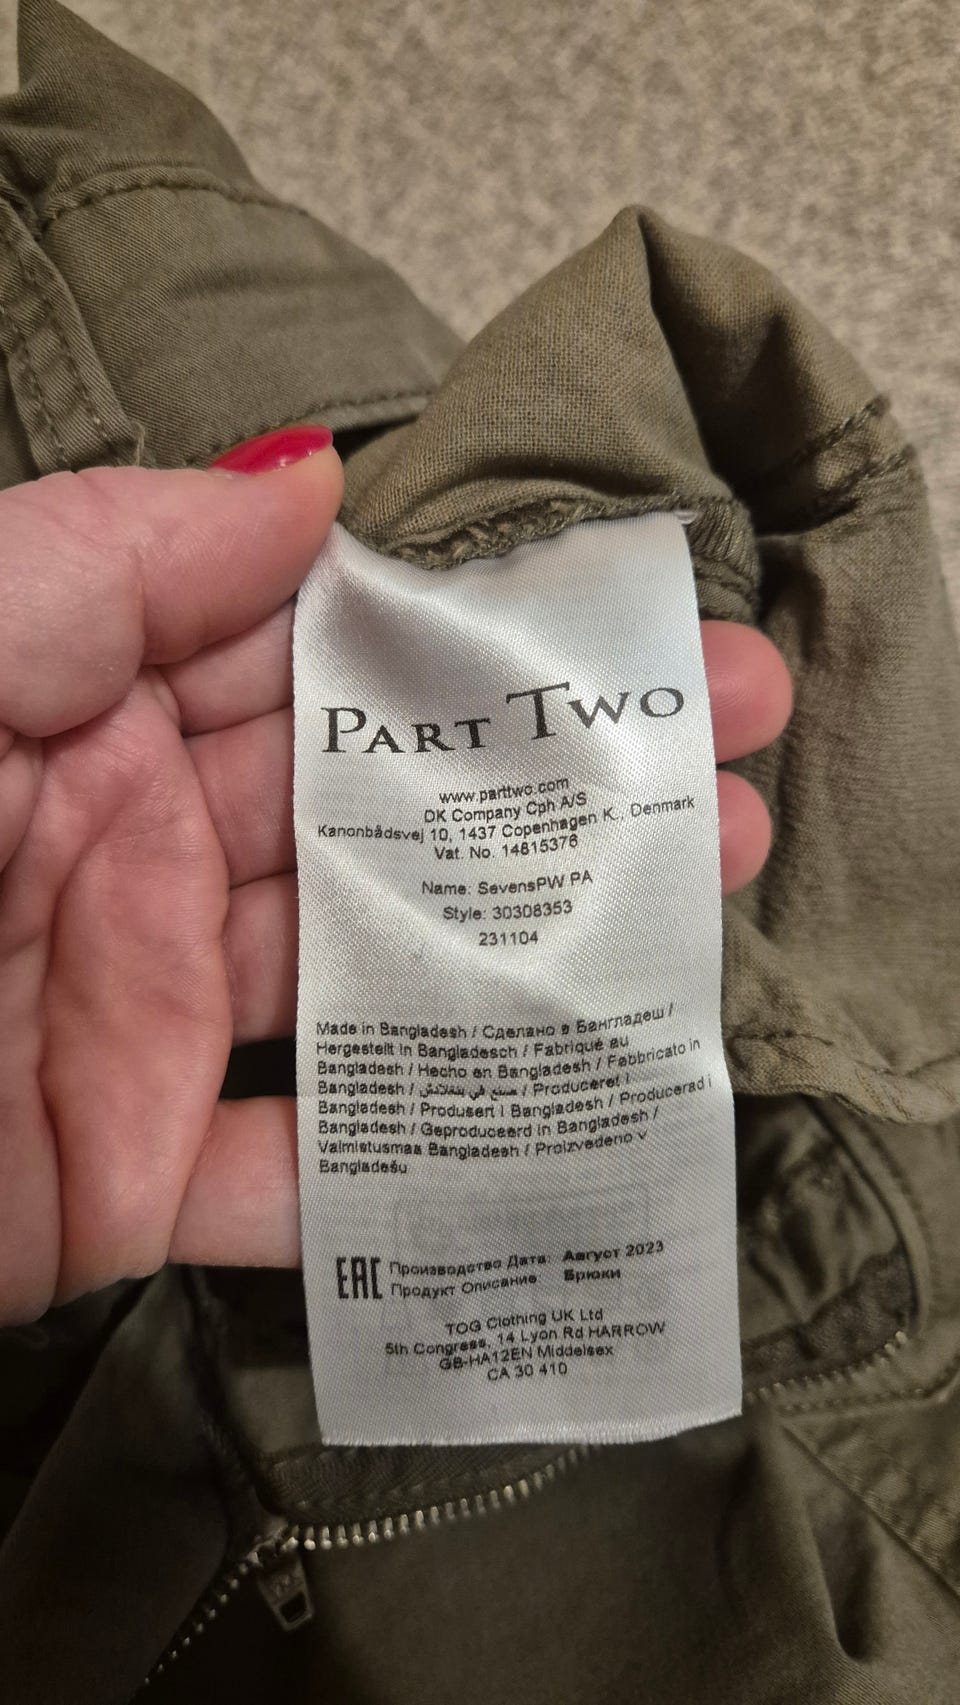 PART TWO
www.parttwo.com
DK Company Cph A/S
Kanonbådsvej 10, 1437 Copenhagen K., Denmark
Vat. No. 14815376
Name: SevensPW PA
Style: 30308353
231104
Made in Bangladesh / Сделано в Бангладеш /
Hergestellt in Bangladesch / Fabriqué au
Bangladesh / Hecho en Bangladesh / Fabbricato in
Bangladesh / صنع في بنغلادش / Produceret i
Bangladesh / Produsert i Bangladesh / Producerad i
Bangladesh / Geproduceerd in Bangladesh /
Valmistusmaa Bangladesh / Proizvedeno v
Bangladešu
EAC Производство Дата: Август 2023
Продукт Описание Брюки
TOG Clothing UK Ltd
5th Congress, 14 Lyon Rd HARROW
GB-HA12EN Middelsex
CA 30 410